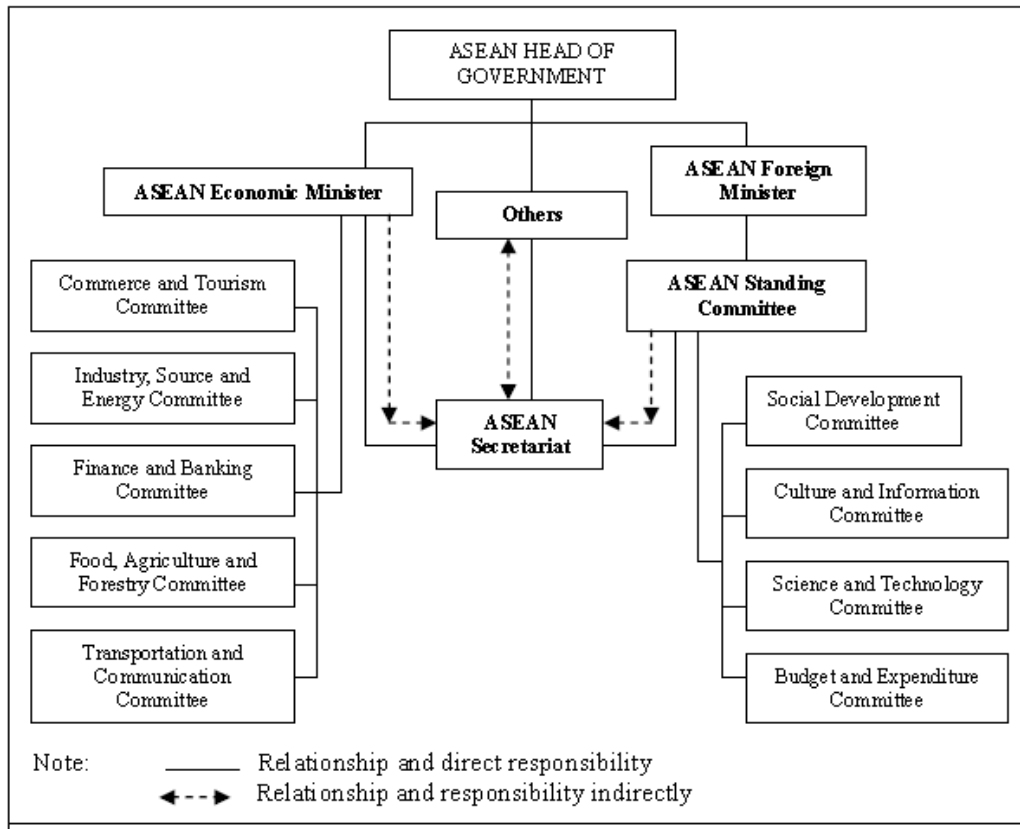 ASEAN HEAD OF
GOVERNMENT
ASEAN Economic Minister
Others
ASEAN Foreign
Minister
ASEAN Standing
Committee
ASEAN
Secretariat
Commerce and Tourism
Committee
Industry, Source and
Energy Committee
Finance and Banking
Committee
Food, Agriculture and
Forestry Committee
Transportation and
Communication
Committee
Social Development
Committee
Culture and Information
Committee
Science and Technology
Committee
Budget and Expenditure
Committee
Note:
Relationship and direct responsibility
Relationship and responsibility indirectly